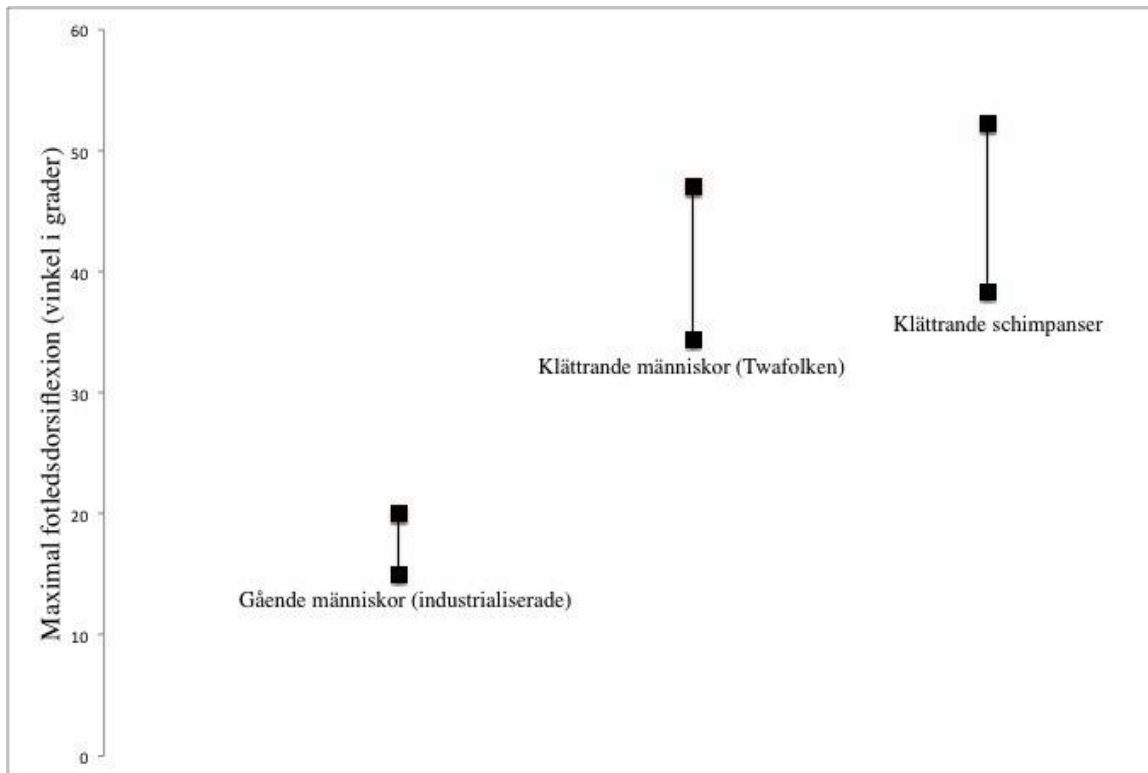 Maximal fotledsdorsiflexion (vinkel i grader)
60
50
40
30
20
10
0
Klättrande schimpanser
Klättrande människor (Twafolken)
Gående människor (industrialiserade)